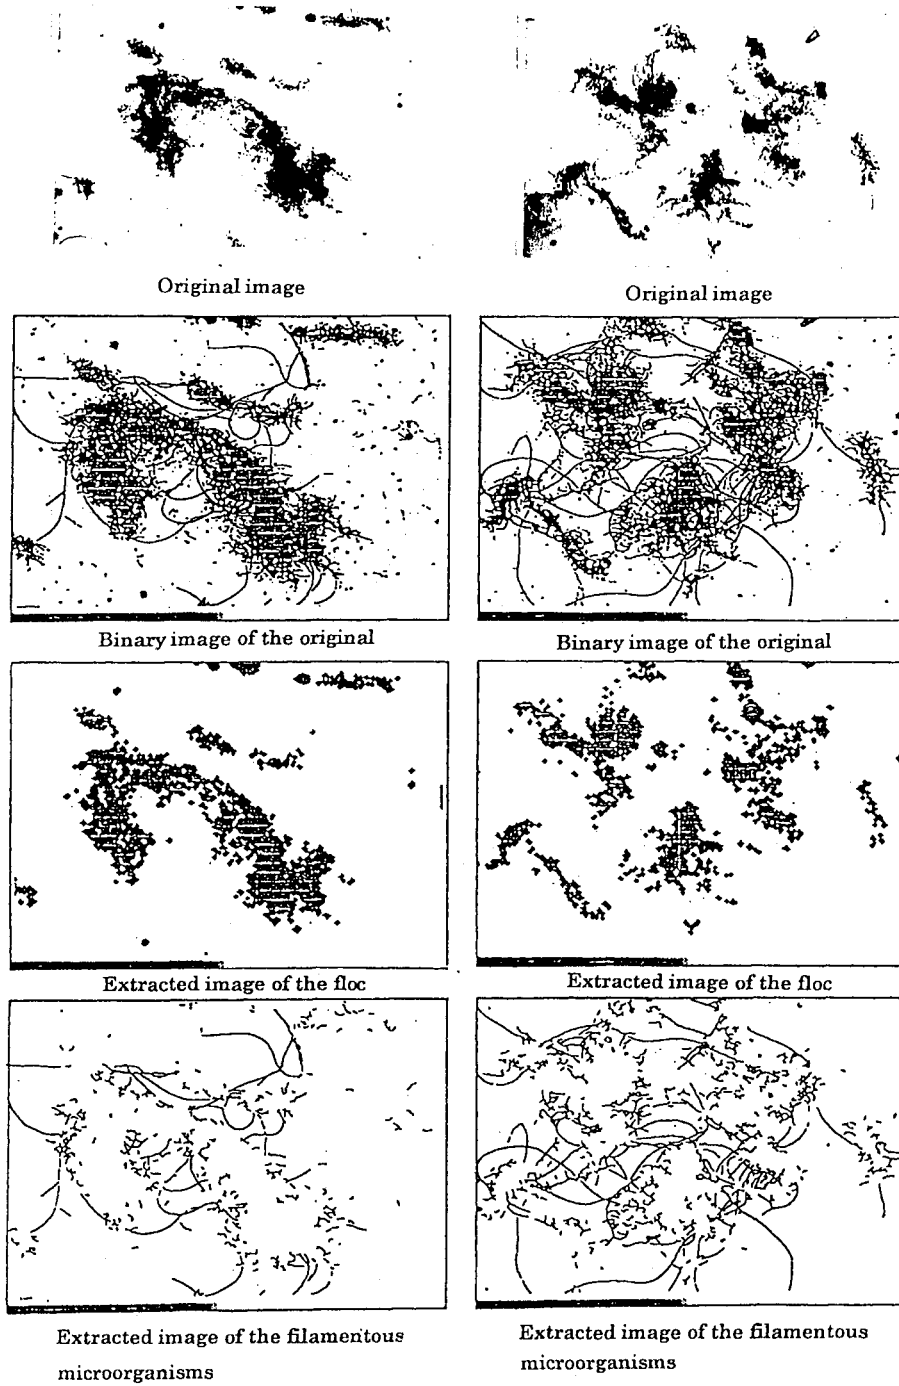 Original image
Original image
Binary image of the original
Binary image of the original
Extracted image of the floc
Extracted image of the floc
Extracted image of the filamentous
microorganisms
Extracted image of the filamentous
microorganisms